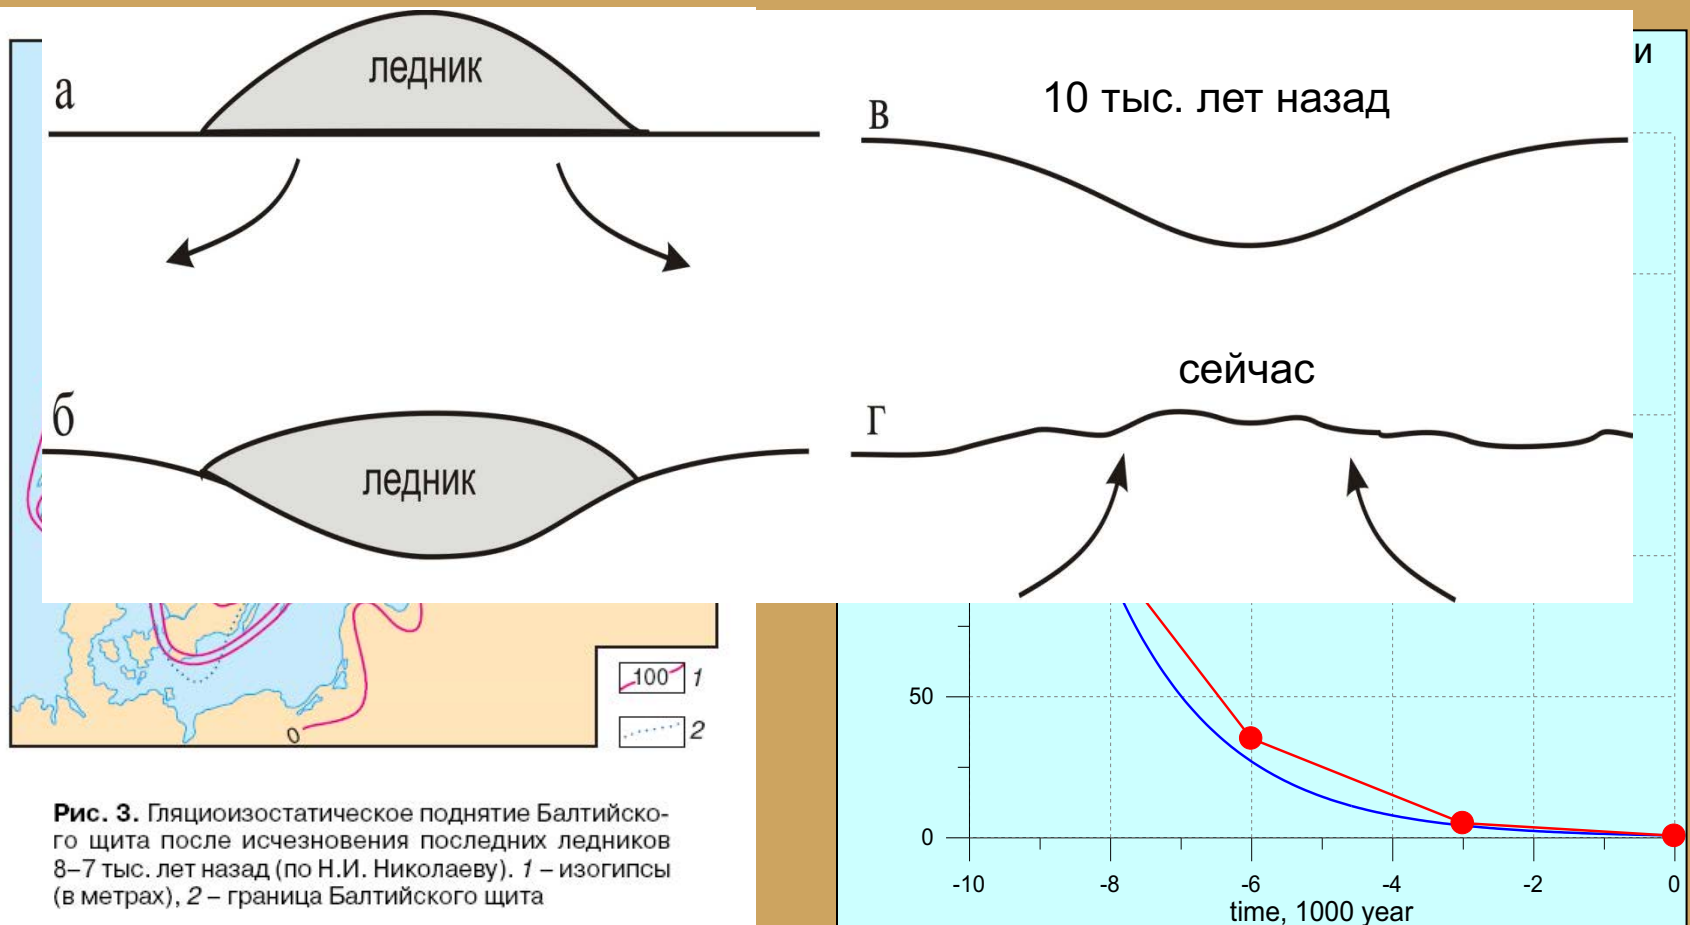 а
ледник
б
ледник
в
10 тыс. лет назад
сейчас
г
и
100 1
2
0
Рис. 3. Гляциоизостатическое поднятие Балтийско-
го щита после исчезновения последних ледников
8–7 тыс. лет назад (по Н.И. Николаеву). 1 – изогипсы
(в метрах), 2 – граница Балтийского щита
50
0
-10 -8 -6 -4 -2 0
time, 1000 year